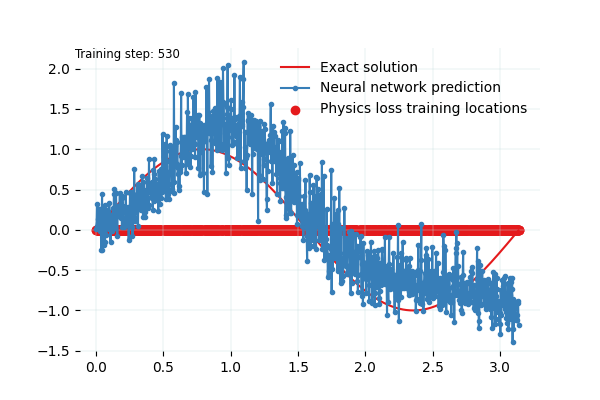 Training step: 530
Exact solution
Neural network prediction
Physics loss training locations
2.0
1.5
1.0
0.5
0.0
−0.5
−1.0
−1.5
0.0 0.5 1.0 1.5 2.0 2.5 3.0